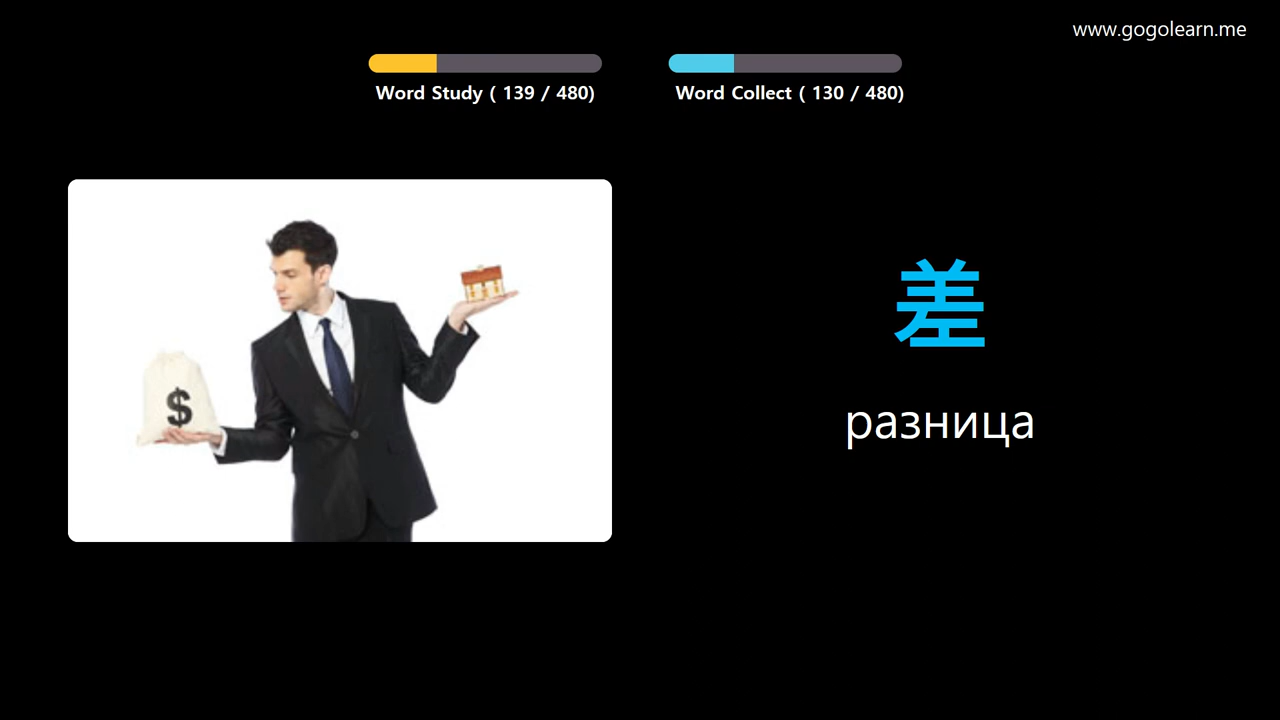 www.gogolearn.me
Word Study ( 139 / 480)
Word Collect ( 130 / 480)
$
差
разница